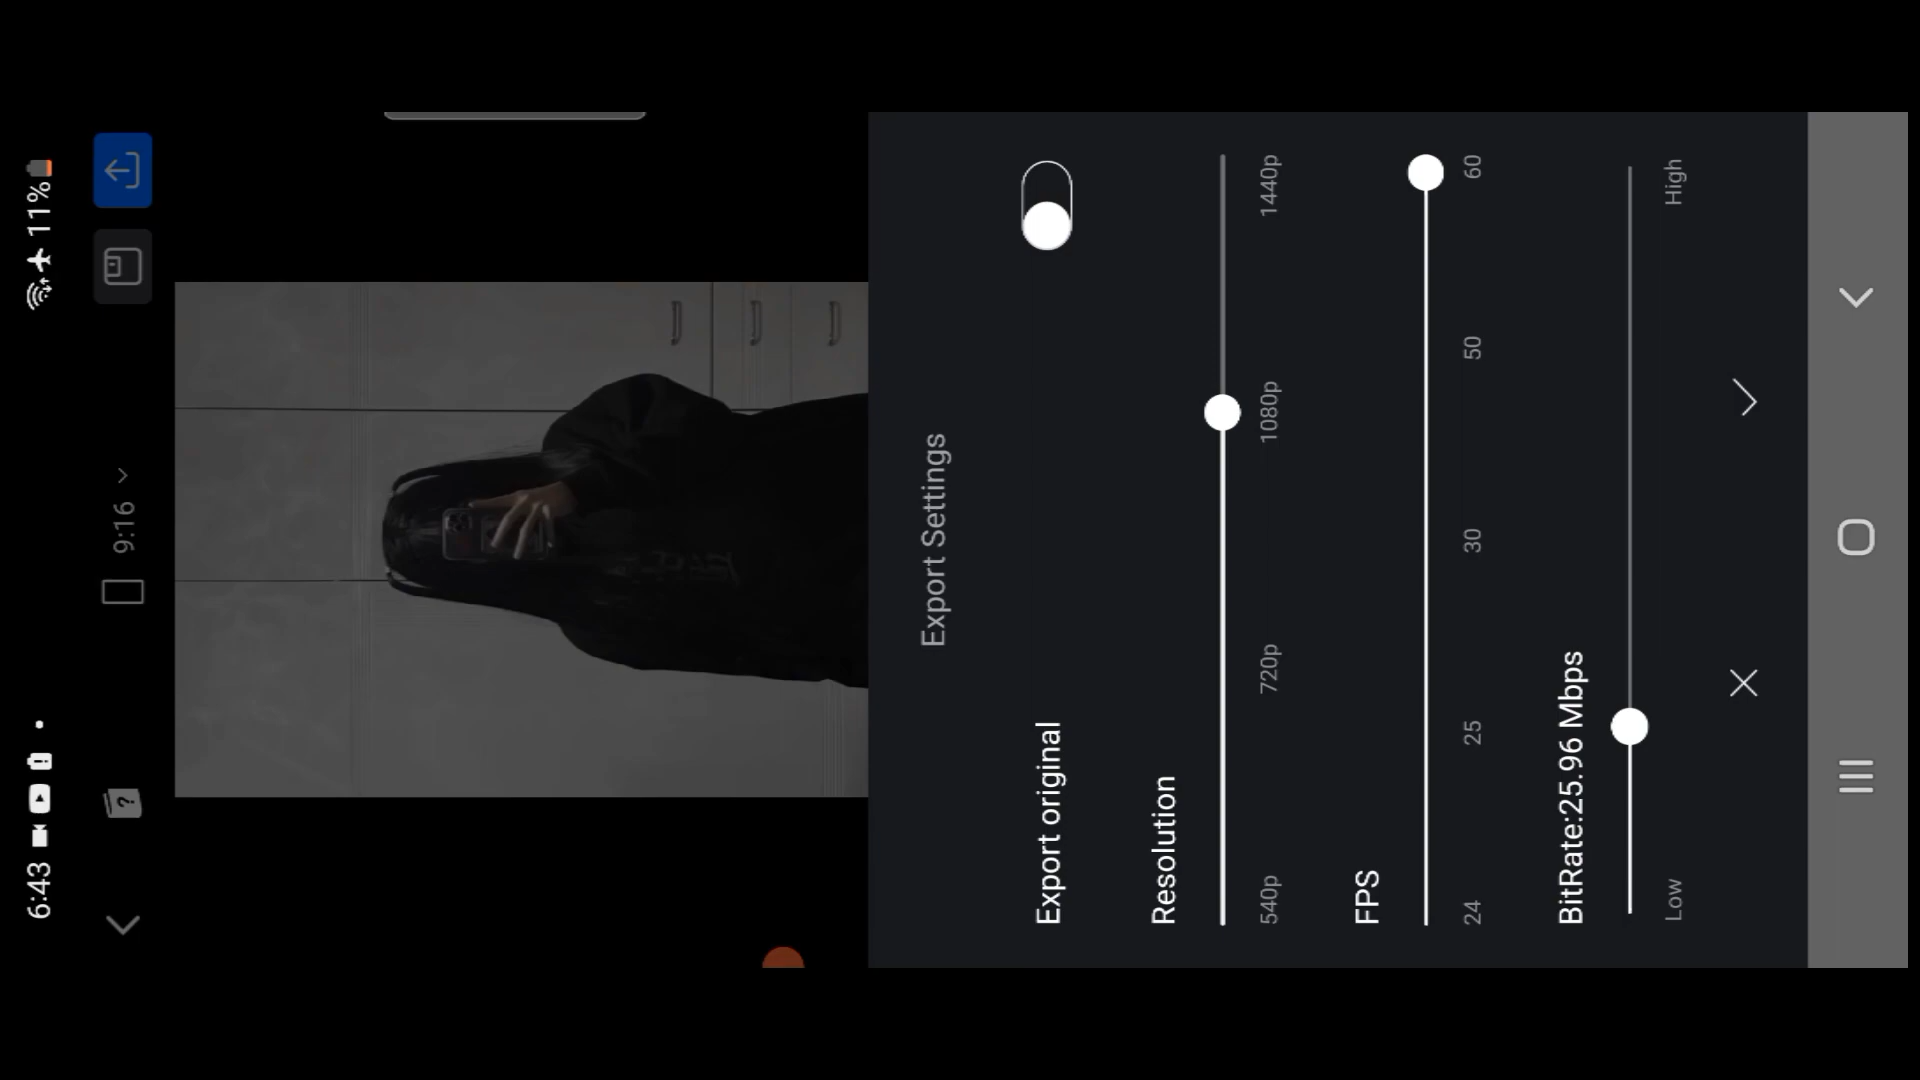 6:43
11%
9:16
Export Settings
Export original
Resolution
540p 720p 1080p 1440p
FPS
24 25 30 50 60
BitRate:25.96 Mbps
Low High